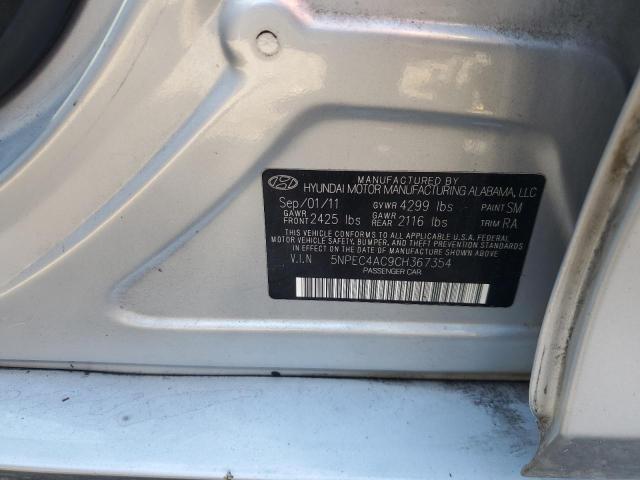 MANUFACTURED BY
HYUNDAI MOTOR MANUFACTURING ALABAMA, LLC
Sep/01/11 GVWR 4299 lbs PAINT SM
GAWR FRONT 2425 lbs GAWR REAR 2116 lbs TRIM RA
THIS VEHICLE CONFORMS TO ALL APPLICABLE U.S.A. FEDERAL
MOTOR VEHICLE SAFETY, BUMPER, AND THEFT PREVENTION STANDARDS
IN EFFECT ON THE DATE OF MANUFACTURE SHOWN ABOVE
V.I.N 5NPEC4AC9CH367354
PASSENGER CAR